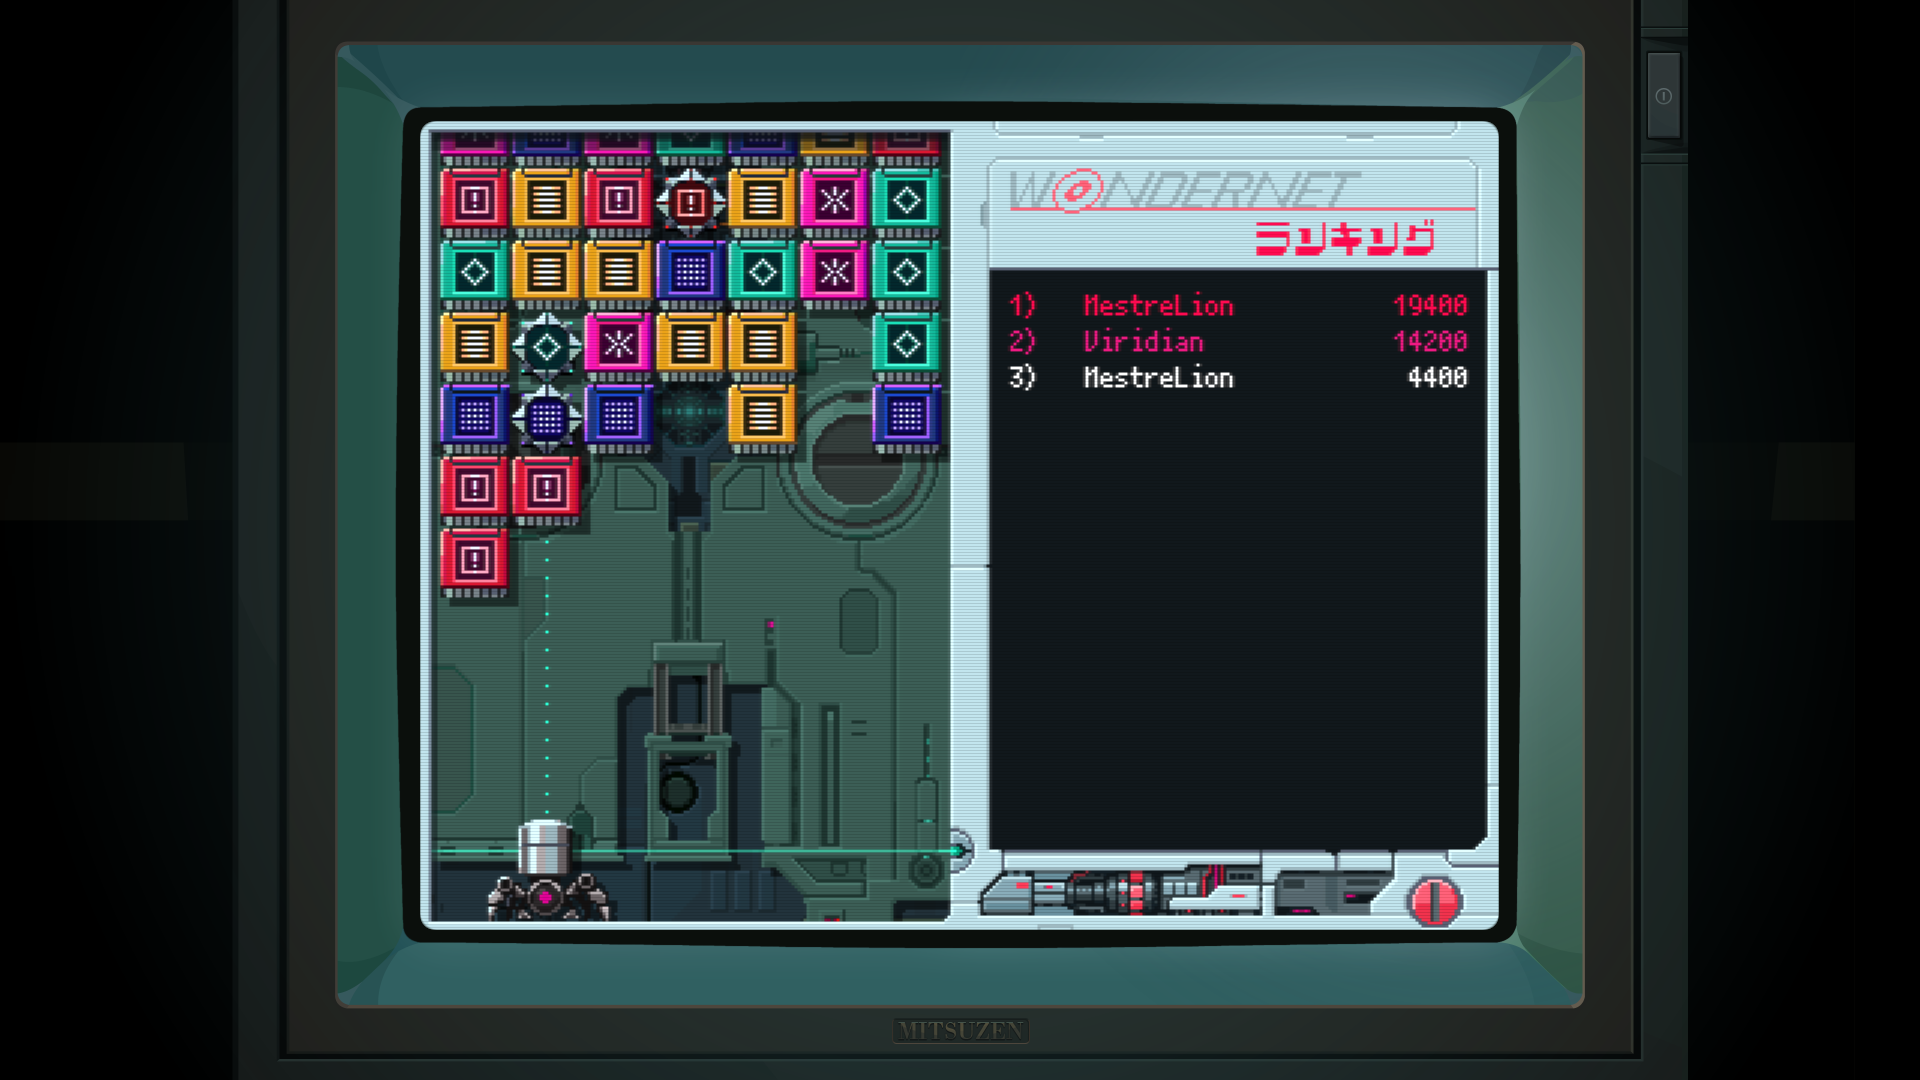 WONDERNET
ランキング
1) MestreLion 19400
2) Viridian 14200
3) MestreLion 4400
MITSUZEN